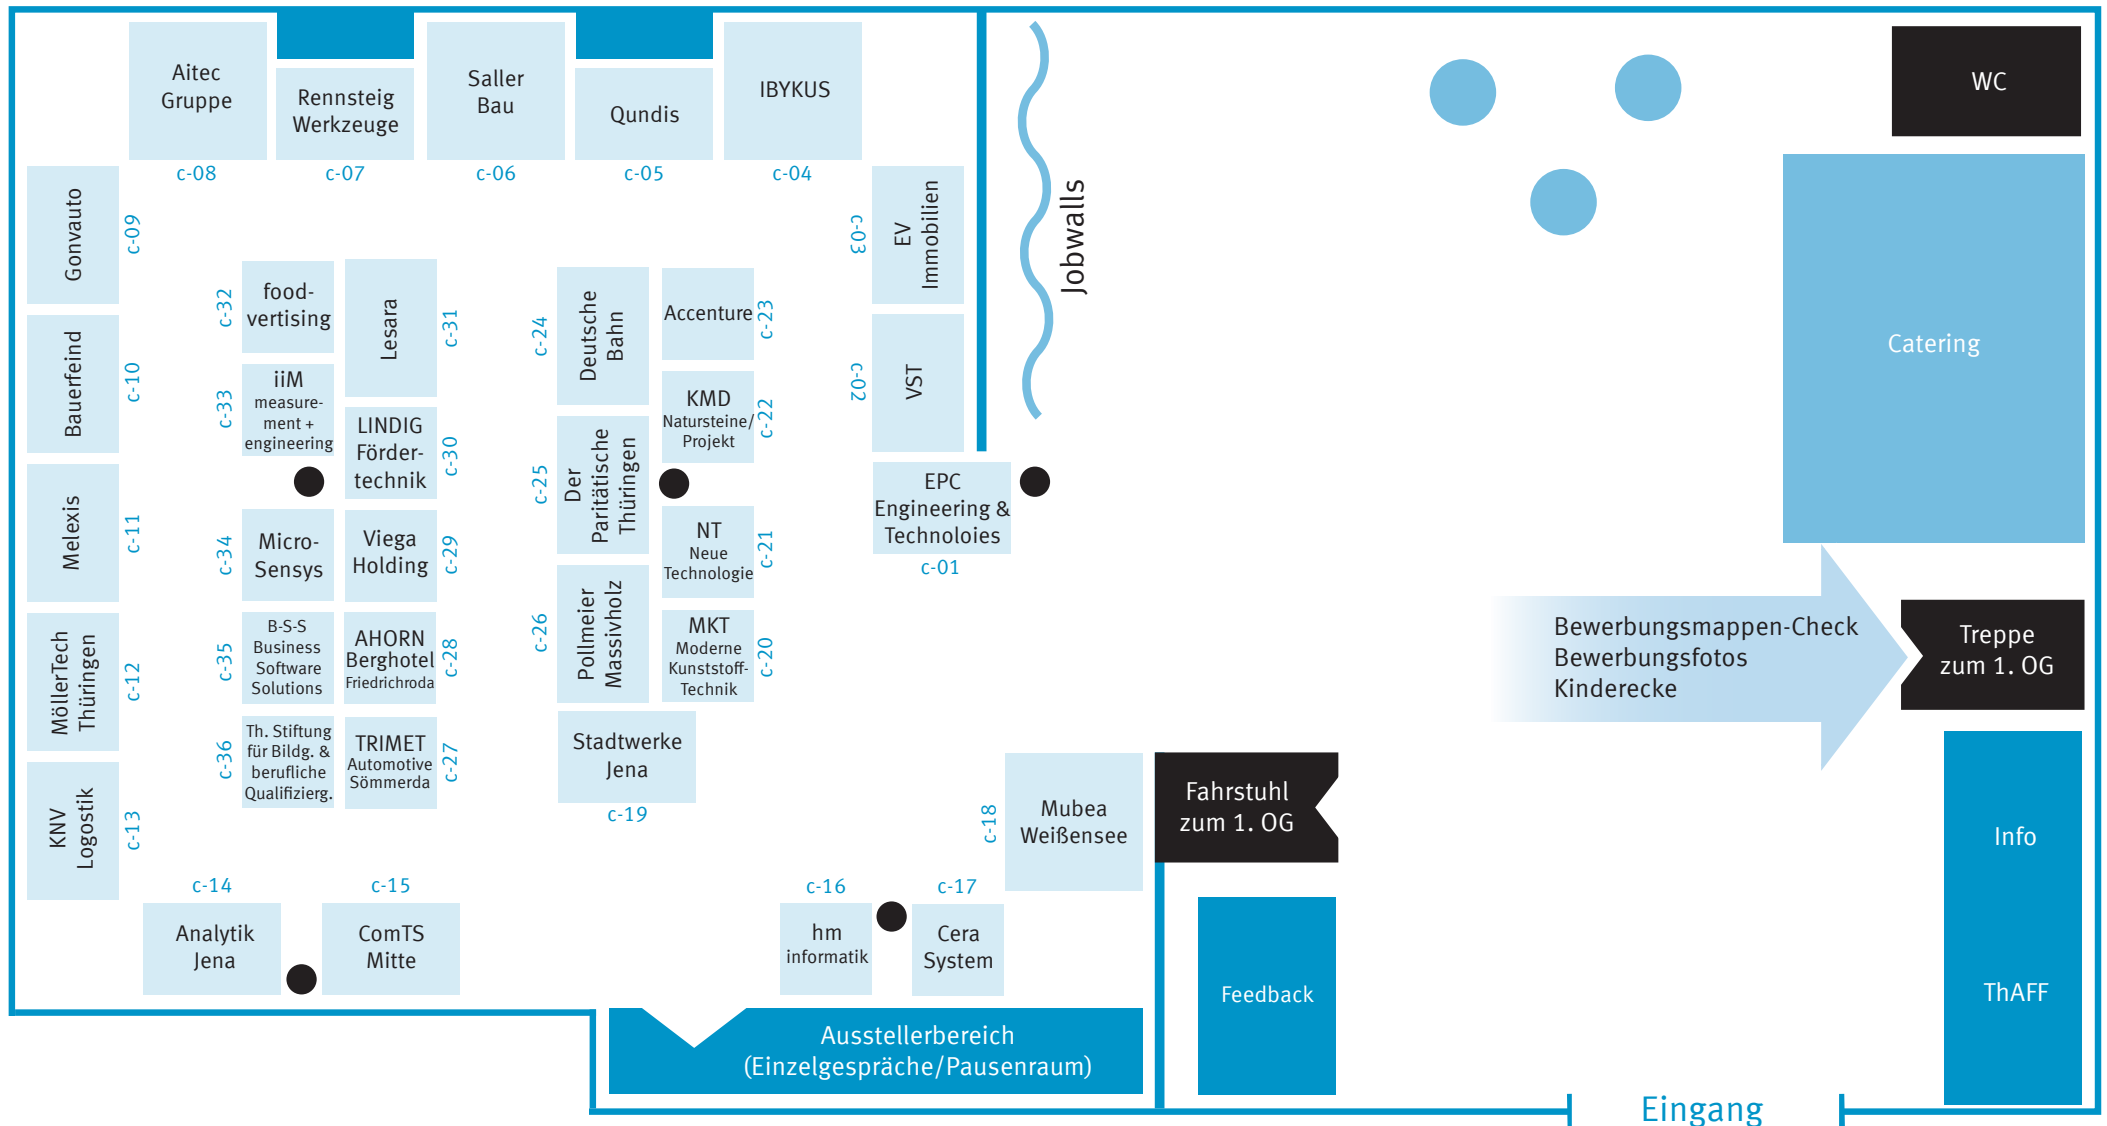 Aitec
Gruppe
c-08
Rennsteig
Werkzeuge
c-07
Saller
Bau
c-06
Qundis
c-05
IBYKUS
c-04
WC
Gonvauto
c-09
Bauerfeind
c-10
Melexis
c-11
MöllerTech
Thüringen
c-12
KNV
Logostik
c-13
food-
vertising
c-32
iiM
measure-
ment +
engineering
c-33
Micro-
Sensys
c-34
B-S-S
Business
Software
Solutions
c-35
Th. Stiftung
für Bildg. &
berufliche
Qualifizierg.
c-36
Lesara
c-31
LINDIG
Förder-
technik
c-30
Viega
Holding
c-29
AHORN
Berghotel
Friedrichroda
c-28
TRIMET
Automotive
Sömmerda
c-27
Deutsche
Bahn
c-24
Der
Paritätische
Thüringen
c-25
Pollmeier
Massivholz
c-26
Accenture
c-23
KMD
Natursteine/
Projekt
c-22
NT
Neue
Technologie
c-21
MKT
Moderne
Kunststoff-
Technik
c-20
Stadtwerke
Jena
c-19
EV
Immobilien
c-03
VST
c-02
EPC
Engineering &
Technoloies
c-01
Jobwalls
Catering
Bewerbungsmappen-Check
Bewerbungsfotos
Kinderecke
Treppe
zum 1. OG
Mubea
Weißensee
c-18
Fahrstuhl
zum 1. OG
Info
ThAFF
c-14
Analytik
Jena
c-15
ComTS
Mitte
c-16
hm
informatik
c-17
Cera
System
Feedback
Ausstellerbereich
(Einzelgespräche/Pausenraum)
Eingang